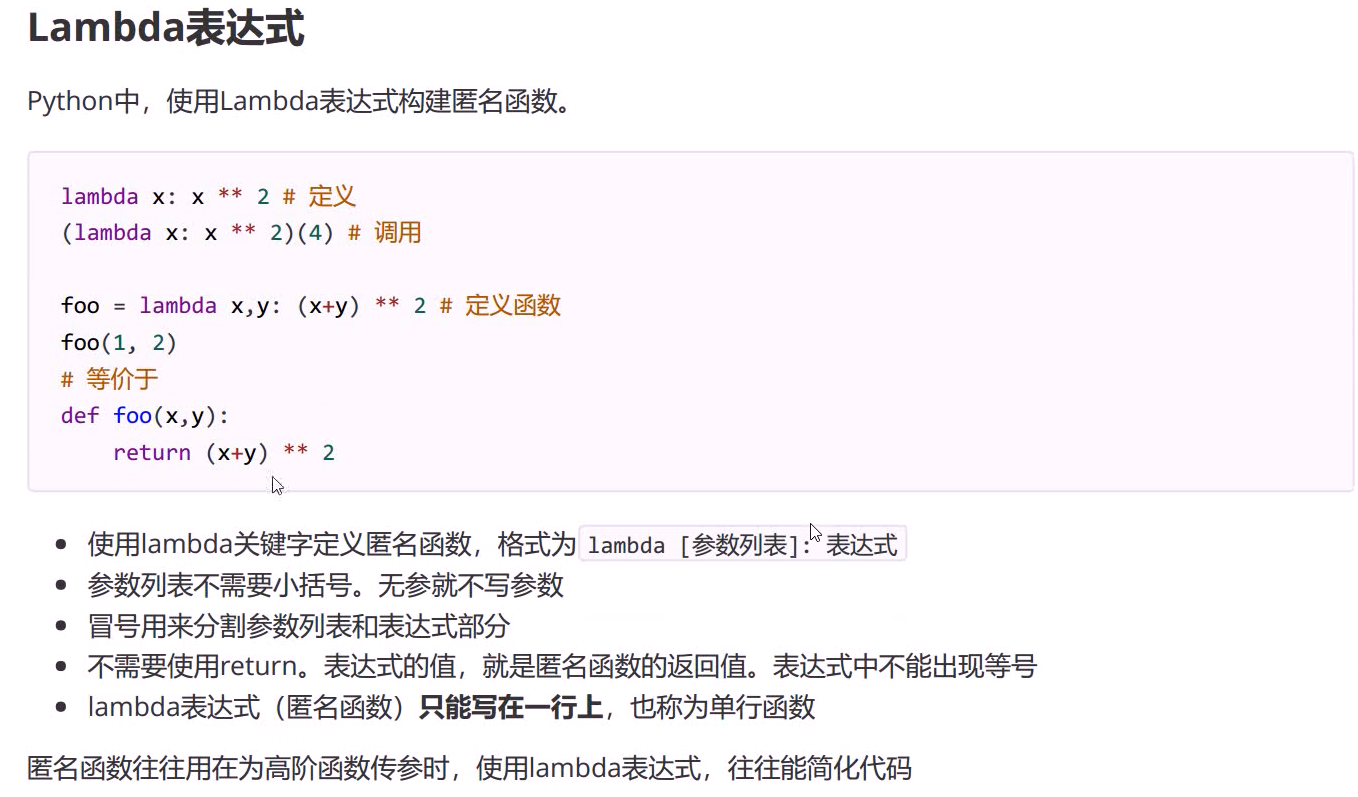 Lambda表达式
Python中，使用Lambda表达式构建匿名函数。
lambda x: x ** 2 # 定义
(lambda x: x ** 2)(4) # 调用
foo = lambda x,y: (x+y) ** 2 # 定义函数
foo(1, 2)
# 等价于
def foo(x,y):
    return (x+y) ** 2
使用lambda关键字定义匿名函数，格式为 lambda [参数列表]: 表达式
参数列表不需要小括号。无参就不写参数
冒号用来分割参数列表和表达式部分
不需要使用return。表达式的值，就是匿名函数的返回值。表达式中不能出现等号
lambda表达式（匿名函数）只能写在一行上，也称为单行函数
匿名函数往往用在为高阶函数传参时，使用lambda表达式，往往能简化代码